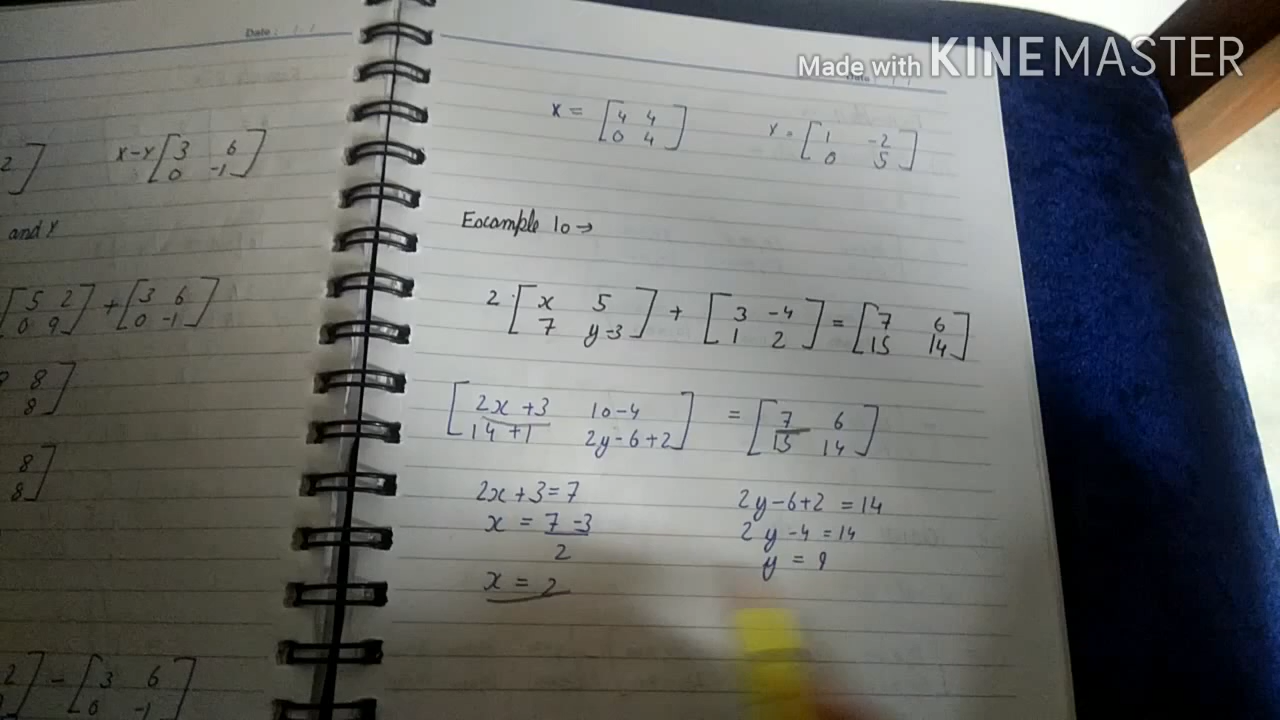 Made with KINEMASTER
Date
2]
X-Y [3 6
0 -1]
and Y
[5 2
0 9] + [3 6
0 -1]
8
8]
8
8]
2] - [3 6
0 -1]
X = [4 4
0 4]
Y = [1 -2
0 5]
Example 10 →
2 [x 5
7 y-3] + [3 -4
1 2] = [7 6
15 14]
[2x+3 10-4
14+1 2y-6+2] = [7 6
15 14]
2x+3=7
x = 7-3
2
x = 2
2y-6+2 = 14
2y-4 = 14
y = 9